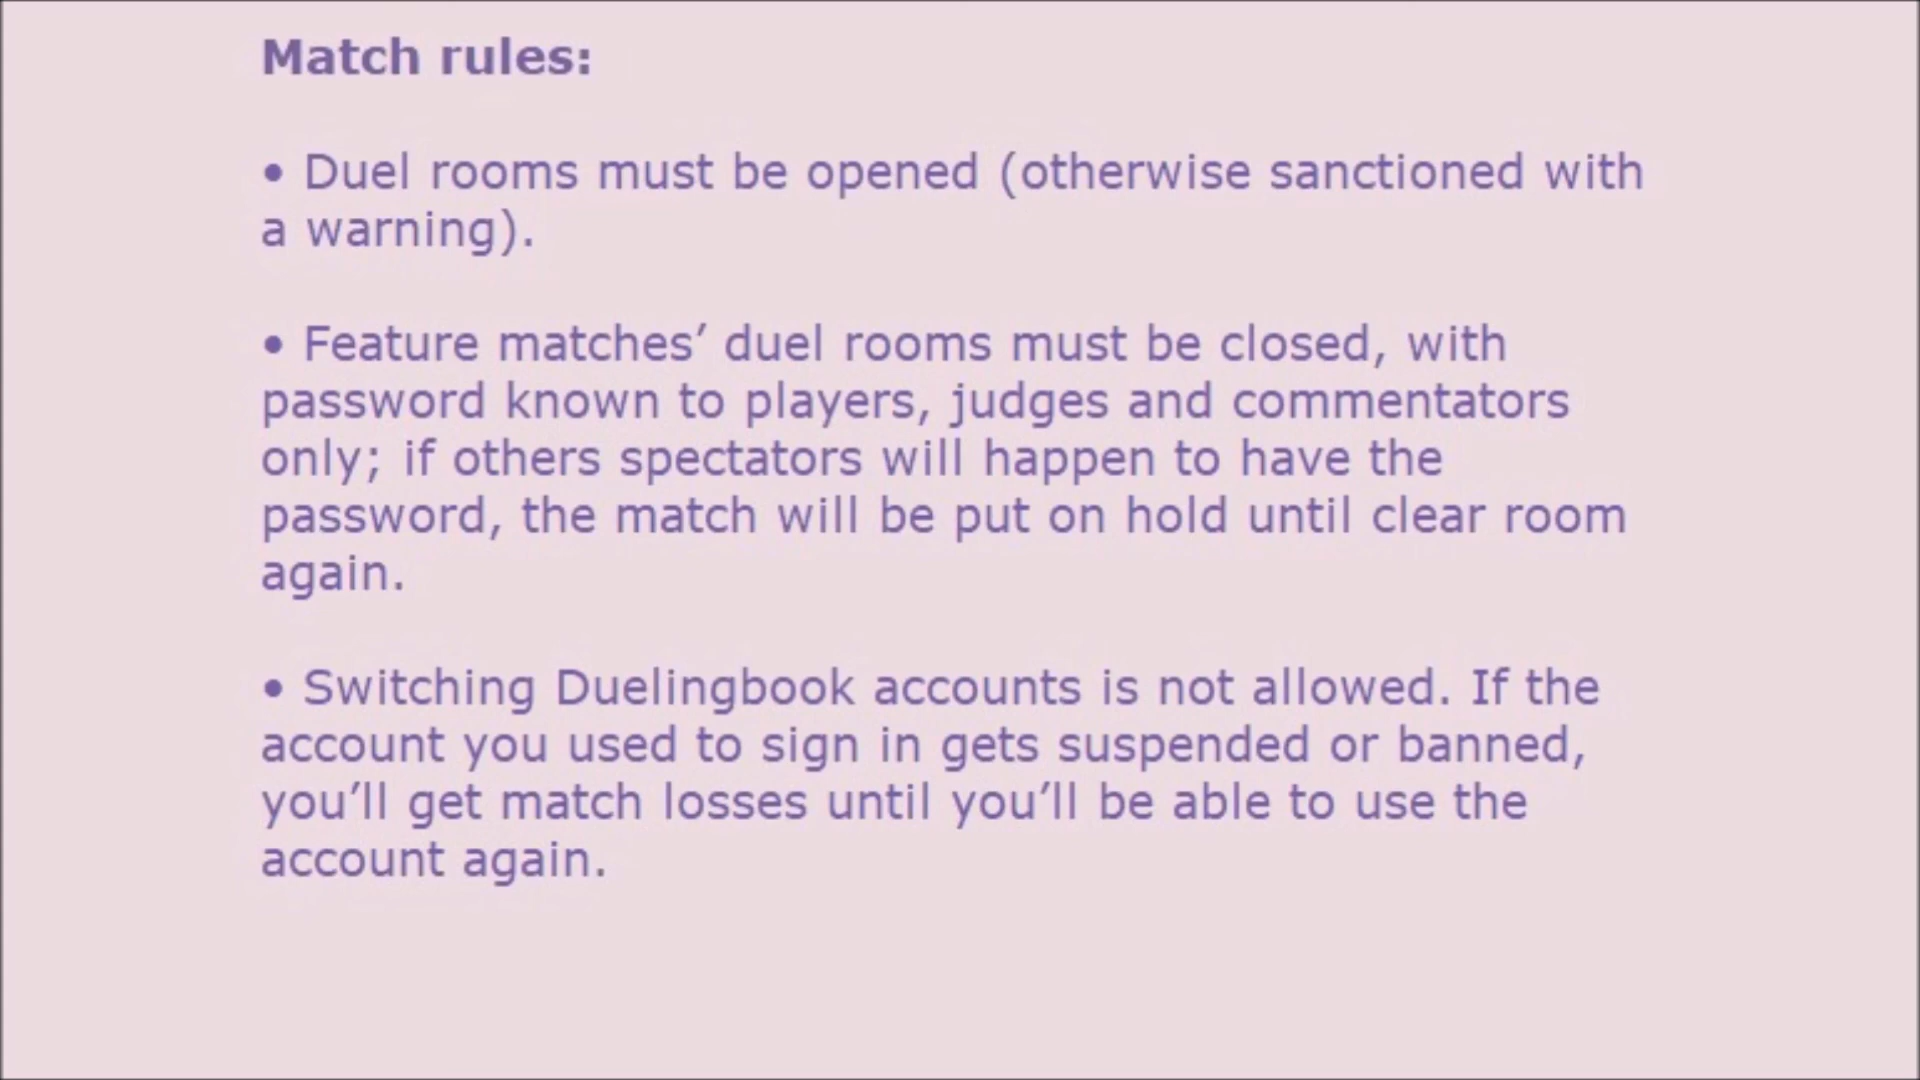 Match rules:
• Duel rooms must be opened (otherwise sanctioned with
a warning).
• Feature matches’ duel rooms must be closed, with
password known to players, judges and commentators
only; if others spectators will happen to have the
password, the match will be put on hold until clear room
again.
• Switching Duelingbook accounts is not allowed. If the
account you used to sign in gets suspended or banned,
you’ll get match losses until you’ll be able to use the
account again.